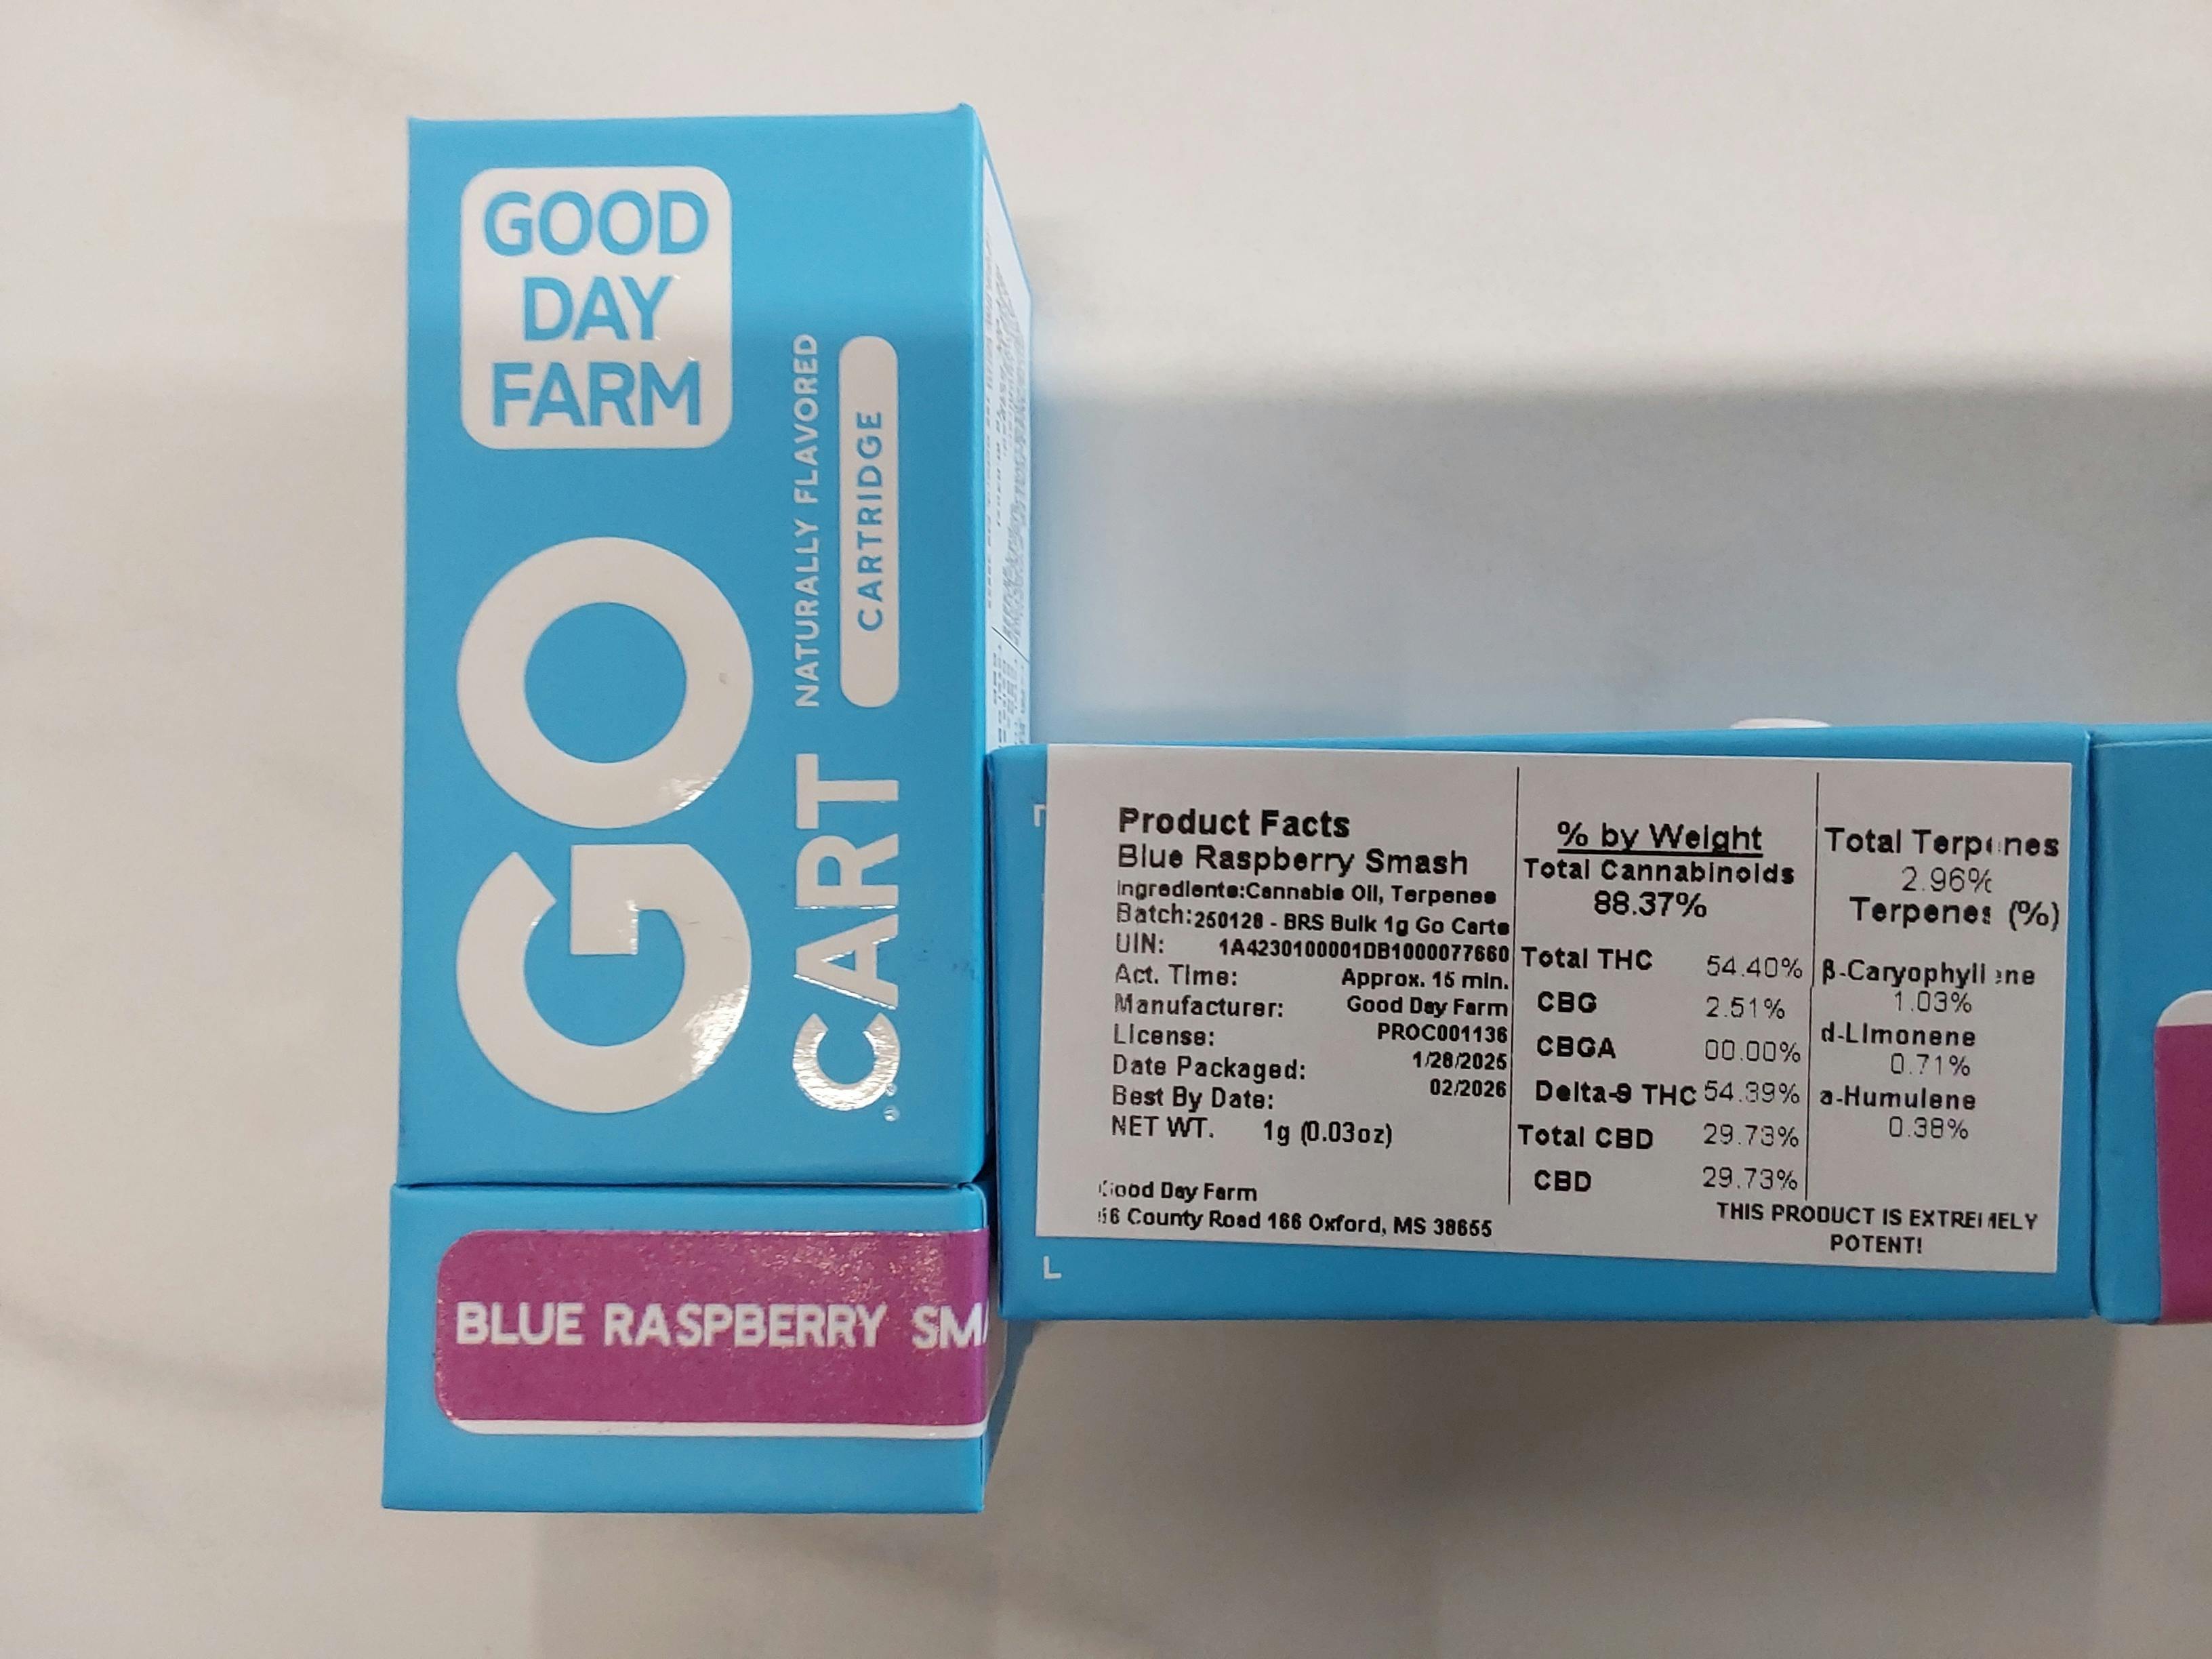 GOOD
DAY
FARM
GO
CART
NATURALLY FLAVORED
CARTRIDGE
BLUE RASPBERRY
Product Facts
Blue Raspberry Smash
Ingredients:Cannabis Oil, Terpenes
Batch:250128 - BRS Bulk 1g Go Carts
UIN: 1A4230100001DB1000077660
Act. Time: Approx. 15 min.
Manufacturer: Good Day Farm
License: PROC001136
Date Packaged: 1/28/2025
Best By Date: 02/2026
NET WT. 1g (0.03oz)
Good Day Farm
County Road 166 Oxford, MS 38655
% by Weight
Total Cannabinoids
88.37%
Total THC 54.40%
CBG 2.51%
CBGA 00.00%
Delta-9 THC 54.39%
Total CBD 29.73%
CBD 29.73%
Total Terpenes
2.96%
Terpenes (%)
β-Caryophyllene
1.03%
d-Limonene
0.71%
a-Humulene
0.38%
THIS PRODUCT IS EXTREMELY
POTENT!